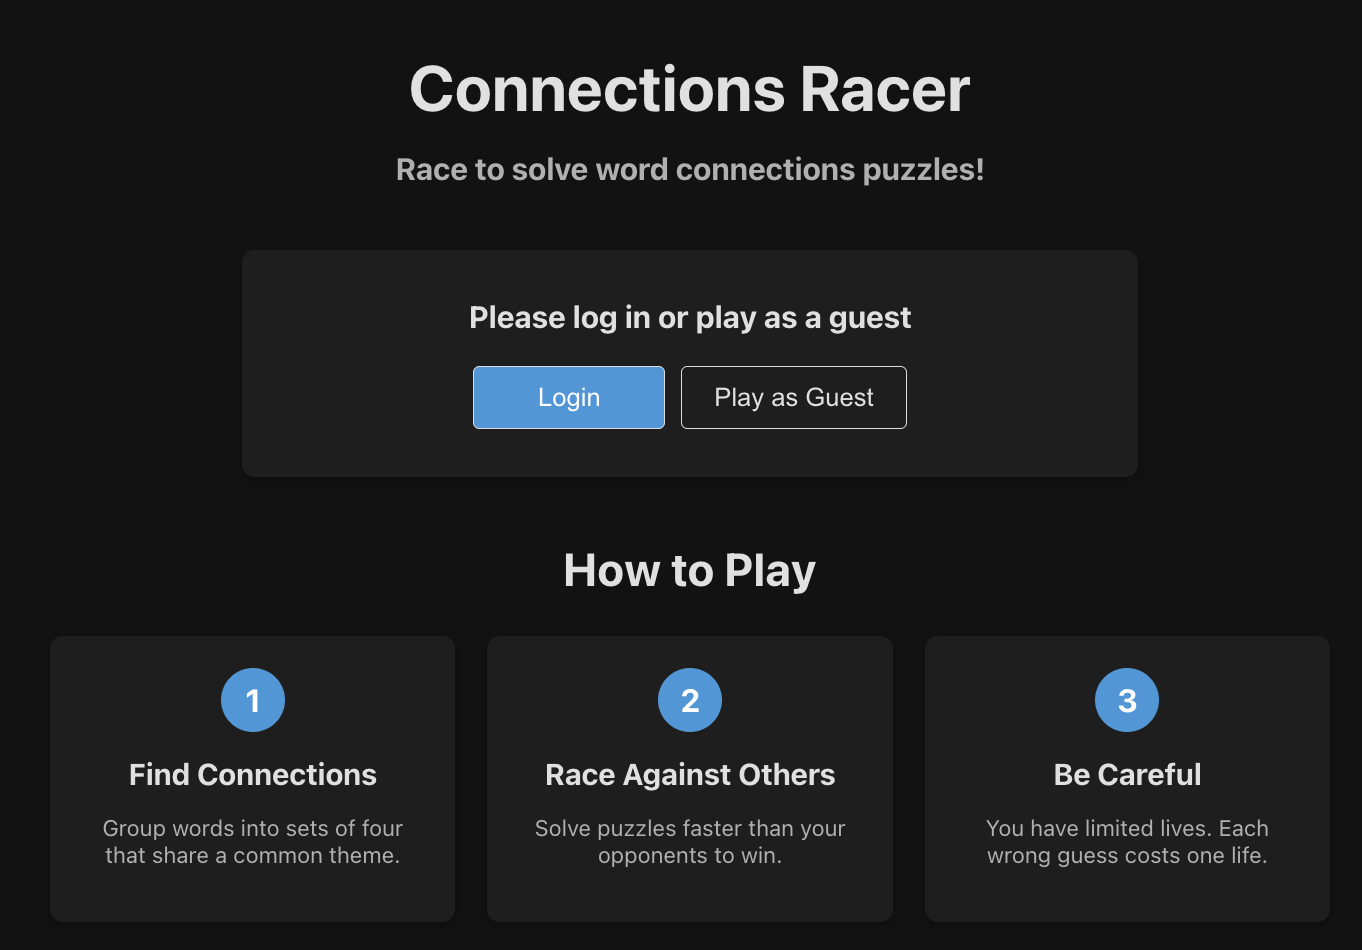 Connections Racer
Race to solve word connections puzzles!
Please log in or play as a guest
Login
Play as Guest
How to Play
1
Find Connections
Group words into sets of four
that share a common theme.
2
Race Against Others
Solve puzzles faster than your
opponents to win.
3
Be Careful
You have limited lives. Each
wrong guess costs one life.